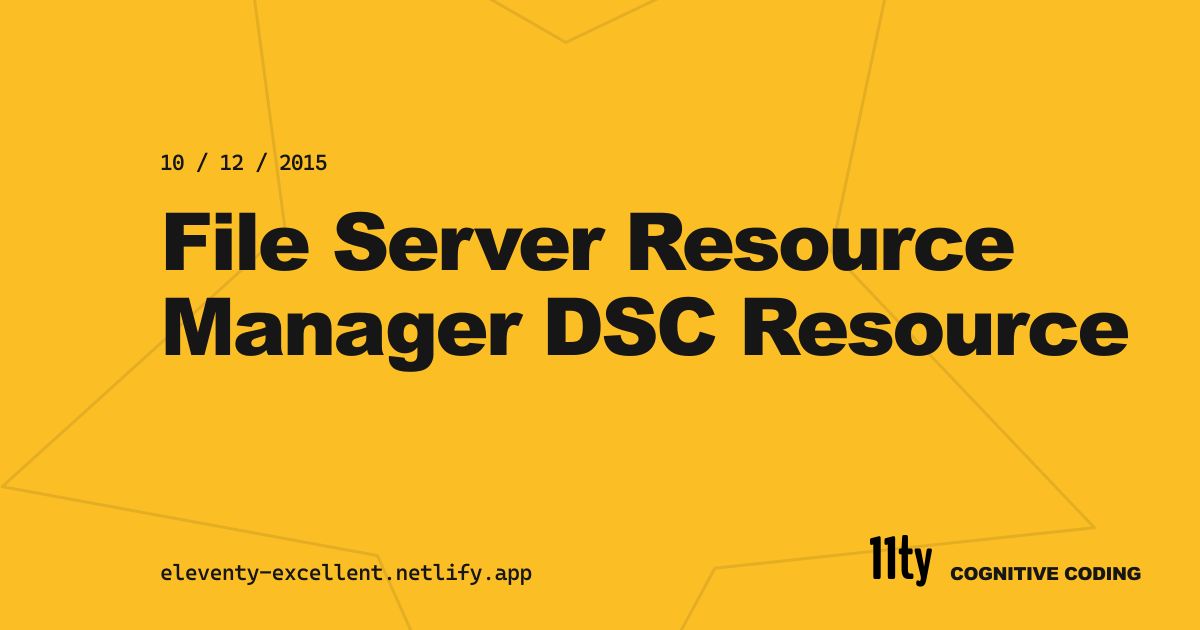 10 / 12 / 2015
File Server Resource
Manager DSC Resource
eleventy-excellent.netlify.app
11ty COGNITIVE CODING